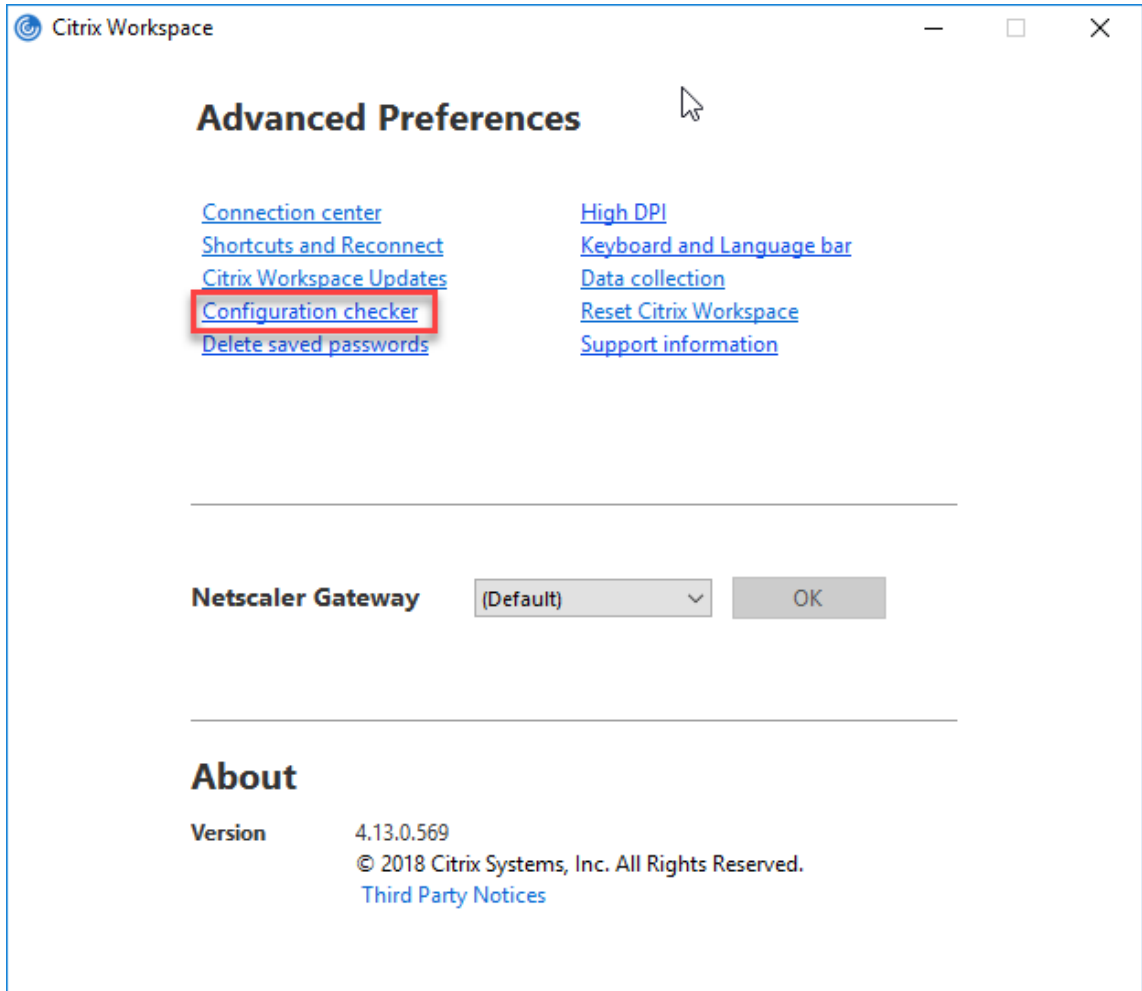 Citrix Workspace
Advanced Preferences
Connection center
Shortcuts and Reconnect
Citrix Workspace Updates
Configuration checker
Delete saved passwords
High DPI
Keyboard and Language bar
Data collection
Reset Citrix Workspace
Support information
Netscaler Gateway (Default) OK
About
Version 4.13.0.569
© 2018 Citrix Systems, Inc. All Rights Reserved.
Third Party Notices